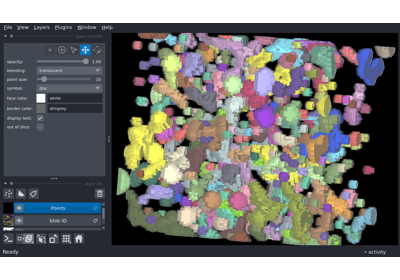 File View Layers Plugins Window Help
opacity: 1.00
blending: translucent
point size: 10
symbol: disc
face color: white
border color: dimgrey
display text:
out of slice:
Points
blob ID
Ready
activity